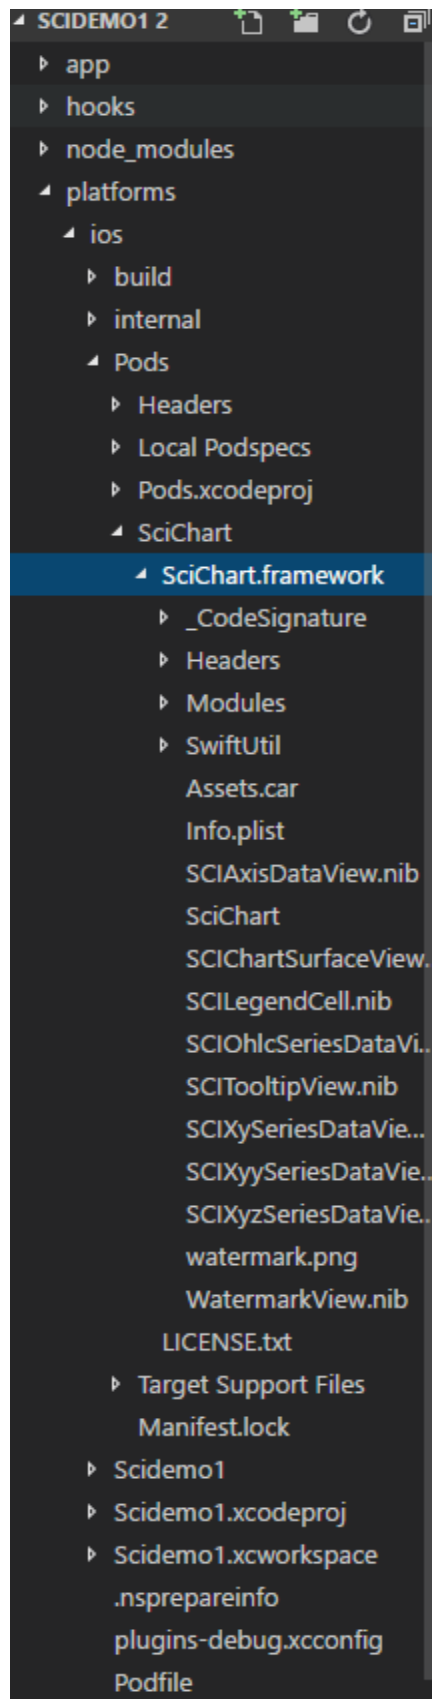 SCIDEMO1 2
app
hooks
node_modules
platforms
ios
build
internal
Pods
Headers
Local Podspecs
Pods.xcodeproj
SciChart
SciChart.framework
_CodeSignature
Headers
Modules
SwiftUtil
Assets.car
Info.plist
SCIAxisDataView.nib
SciChart
SCIChartSurfaceView.
SCILegendCell.nib
SCIOhlcSeriesDataVi...
SCITooltipView.nib
SCIXySeriesDataVie...
SCIXyySeriesDataVie...
SCIXyzSeriesDataVie...
watermark.png
WatermarkView.nib
LICENSE.txt
Target Support Files
Manifest.lock
Scidemo1
Scidemo1.xcodeproj
Scidemo1.xcworkspace
.nsprepareinfo
plugins-debug.xcconfig
Podfile